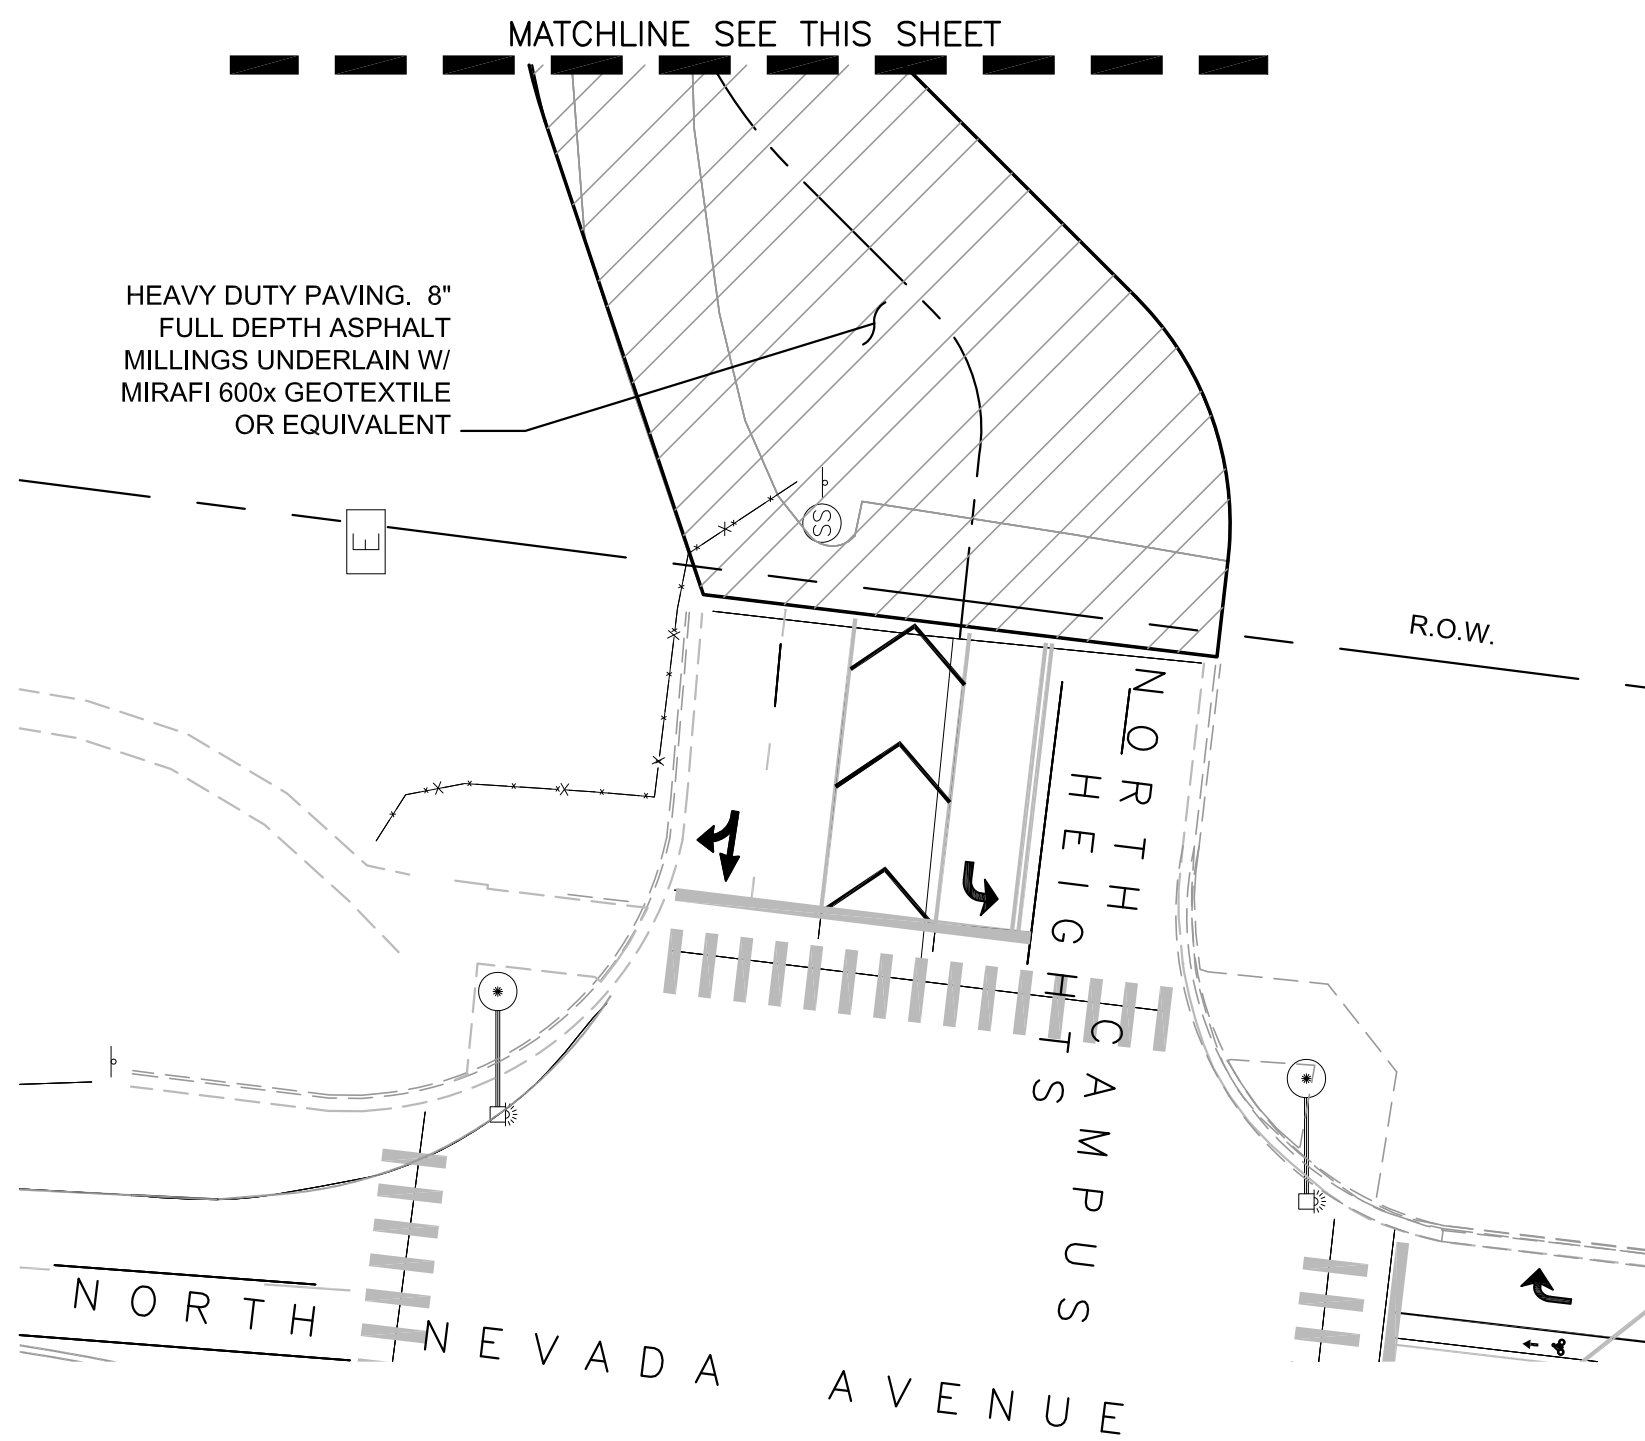 MATCHLINE SEE THIS SHEET
HEAVY DUTY PAVING. 8"
FULL DEPTH ASPHALT
MILLINGS UNDERLAIN W/
MIRAFI 600x GEOTEXTILE
OR EQUIVALENT
SS
E
R.O.W.
NORTH CAMPUS
HEIGHTS
NORTH NEVADA AVENUE